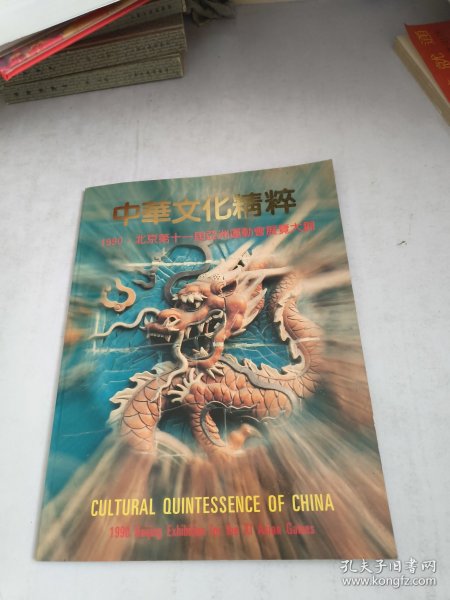 中華文化精粹
1990·北京第十一屆亞洲運動會展覽大觀
CULTURAL QUINTESSENCE OF CHINA
1990 Beijing Exhibition for the XI Asian Games
孔夫子旧书网
www.kongfz.com